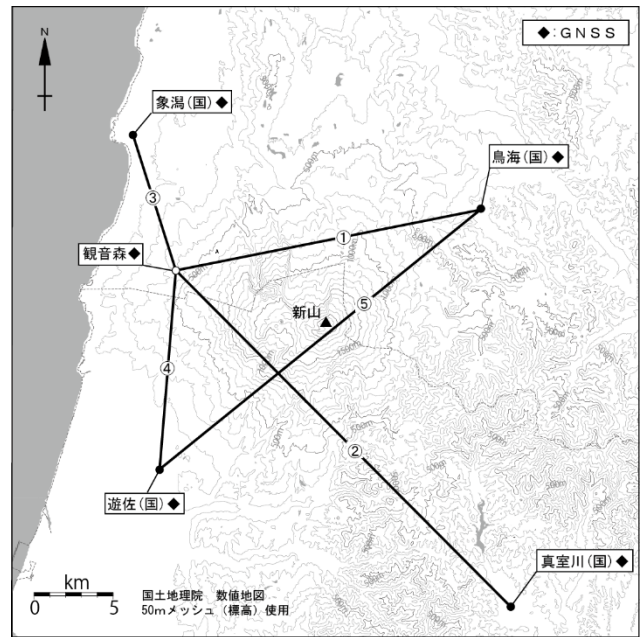 N
◆:GNSS
象潟(国)◆
鳥海(国)◆
③
①
観音森◆
⑤
新山
④
②
遊佐(国)◆
真室川(国)◆
km
0 5
国土地理院 数値地図
50mメッシュ(標高)使用
500m